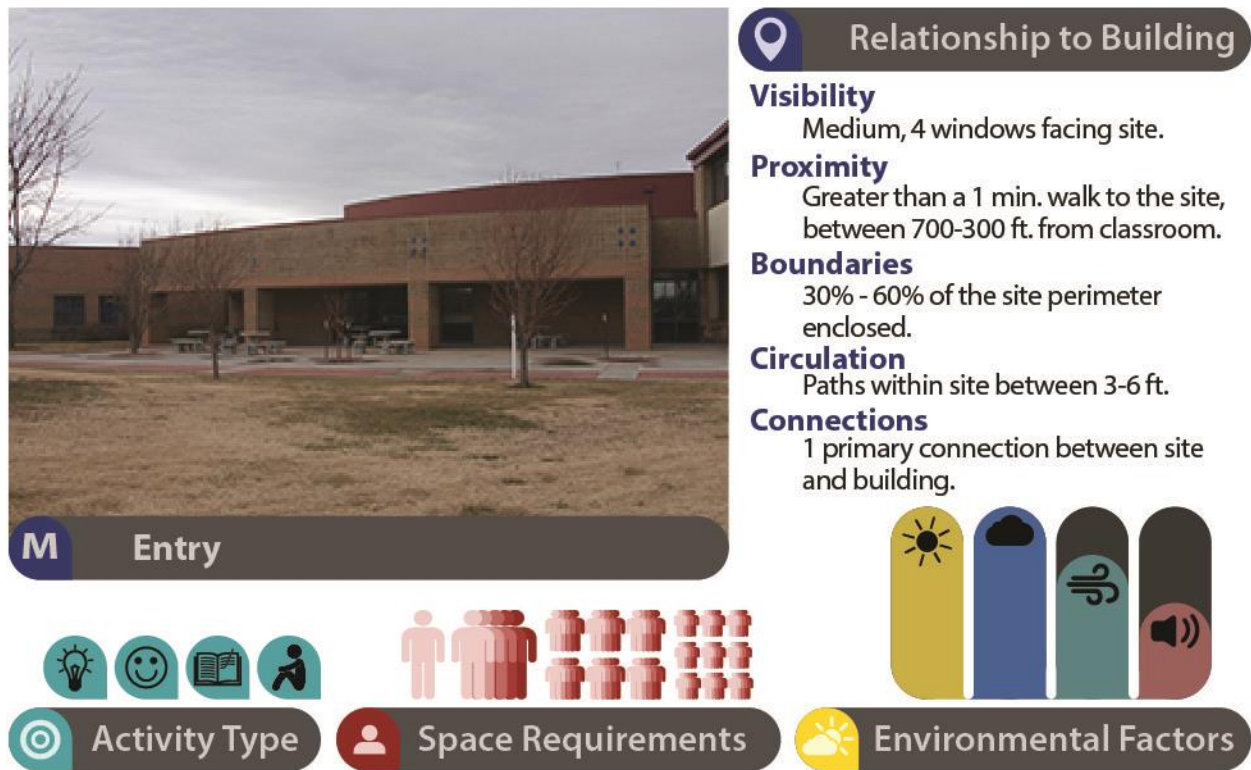 Relationship to Building
Visibility
Medium, 4 windows facing site.
Proximity
Greater than a 1 min. walk to the site,
between 700-300 ft. from classroom.
Boundaries
30% - 60% of the site perimeter
enclosed.
Circulation
Paths within site between 3-6 ft.
Connections
1 primary connection between site
and building.
M Entry
Activity Type
Space Requirements
Environmental Factors